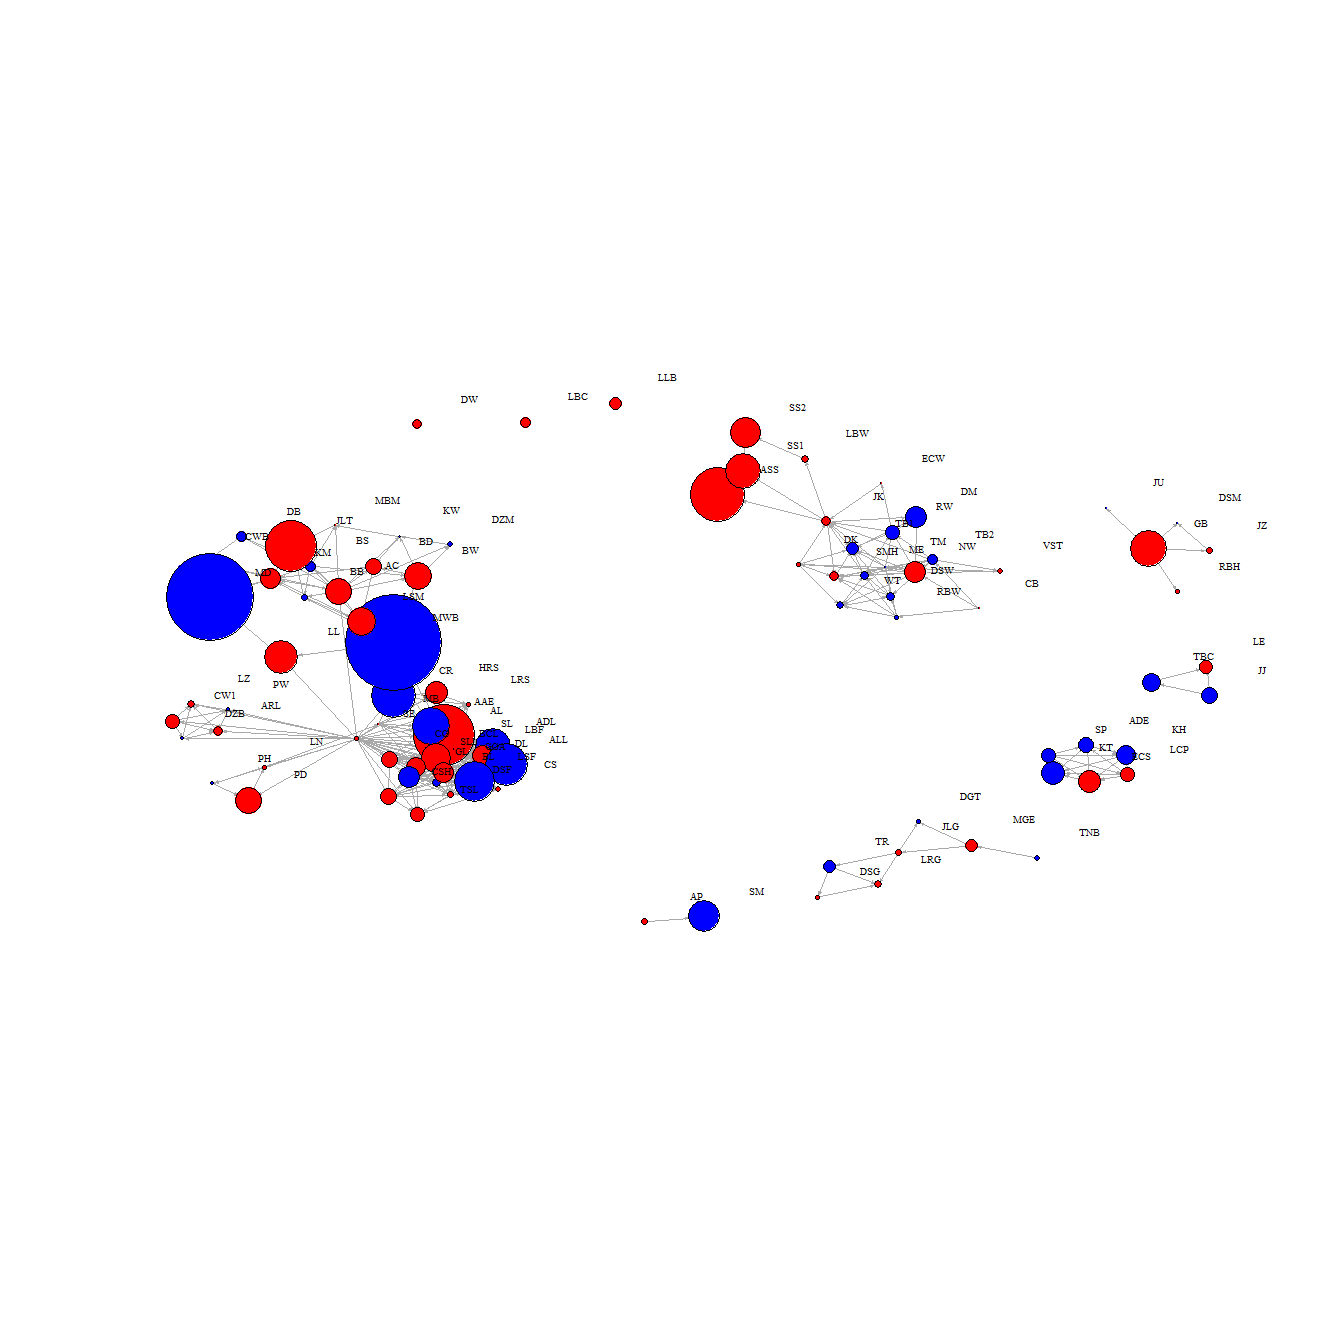 LLB
LBC
DW
SS2
LBW
SS1
ECW
ASS
JU
DM
JK
DSM
MBM
RW
DB
KW
JLT
DZM
GB
JZ
CWB
TB2
BS
BD
DK
TM
VST
NW
BW
KM
SMH
ME
AC
RBH
BB
MD
DSW
WT
CB
RBW
LSM
MWB
LL
LE
TBC
HRS
CR
JJ
LZ
LRS
PW
CW1
AAE
ARL
AL
DZB
ADL
ADE
SL
LBF
SP
KH
LN
ALL
DL
KT
LCP
PH
CS
PD
DGT
JLG
MGE
TNB
TR
LRG
DSG
SM
AP